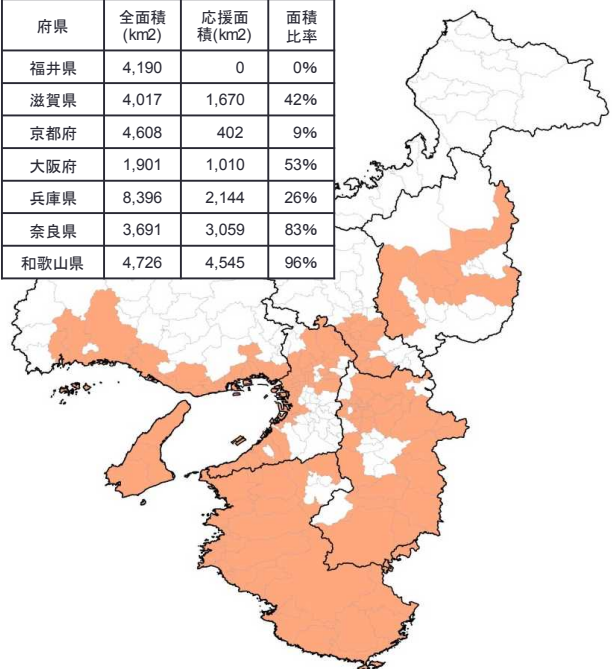 府県 全面積(km2) 応援面積(km2) 面積比率
福井県 4,190 0 0%
滋賀県 4,017 1,670 42%
京都府 4,608 402 9%
大阪府 1,901 1,010 53%
兵庫県 8,396 2,144 26%
奈良県 3,691 3,059 83%
和歌山県 4,726 4,545 96%